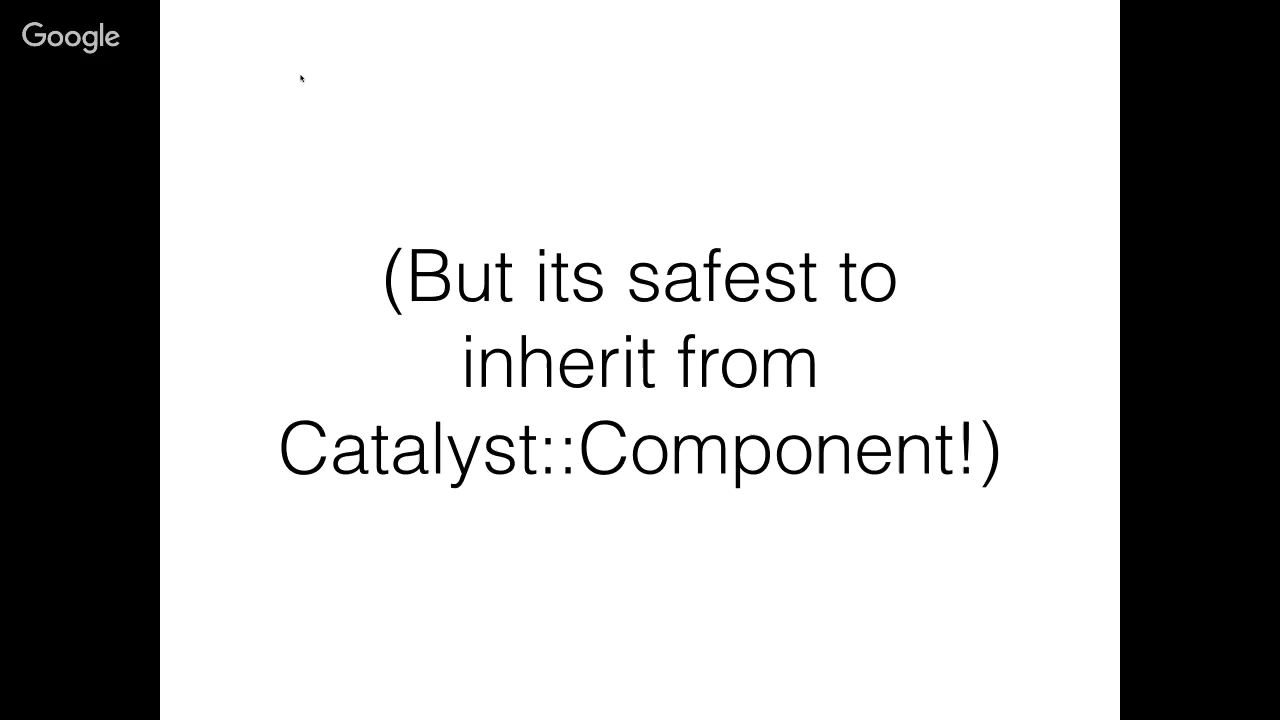 Google
(But its safest to
inherit from
Catalyst::Component!)